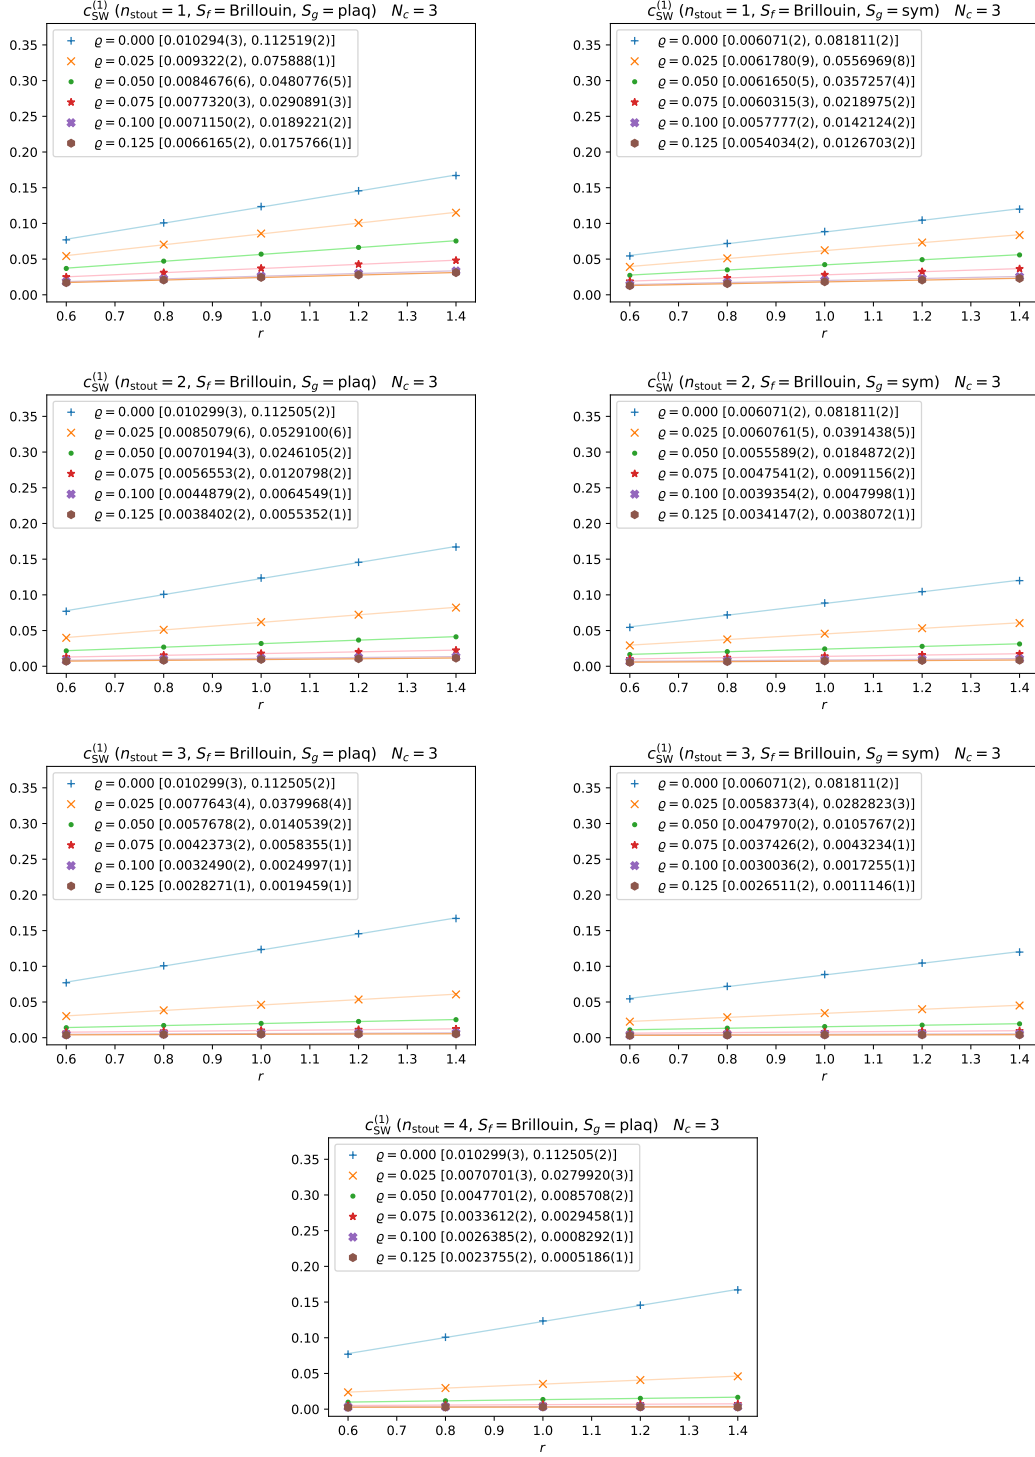 c_SW^(1) (n_stout = 1, S_f = Brillouin, S_g = plaq)   N_c = 3
ϱ = 0.000 [0.010294(3), 0.112519(2)]
ϱ = 0.025 [0.009322(2), 0.075888(1)]
ϱ = 0.050 [0.0084676(6), 0.0480776(5)]
ϱ = 0.075 [0.0077320(3), 0.0290891(3)]
ϱ = 0.100 [0.0071150(2), 0.0189221(2)]
ϱ = 0.125 [0.0066165(2), 0.0175766(1)]
0.35
0.30
0.25
0.20
0.15
0.10
0.05
0.00
0.6 0.7 0.8 0.9 1.0 1.1 1.2 1.3 1.4
r
c_SW^(1) (n_stout = 1, S_f = Brillouin, S_g = sym)   N_c = 3
ϱ = 0.000 [0.006071(2), 0.081811(2)]
ϱ = 0.025 [0.0061780(9), 0.0556969(8)]
ϱ = 0.050 [0.0061650(5), 0.0357257(4)]
ϱ = 0.075 [0.0060315(3), 0.0218975(2)]
ϱ = 0.100 [0.0057777(2), 0.0142124(2)]
ϱ = 0.125 [0.0054034(2), 0.0126703(2)]
0.35
0.30
0.25
0.20
0.15
0.10
0.05
0.00
0.6 0.7 0.8 0.9 1.0 1.1 1.2 1.3 1.4
r
c_SW^(1) (n_stout = 2, S_f = Brillouin, S_g = plaq)   N_c = 3
ϱ = 0.000 [0.010299(3), 0.112505(2)]
ϱ = 0.025 [0.0085079(6), 0.0529100(6)]
ϱ = 0.050 [0.0070194(3), 0.0246105(2)]
ϱ = 0.075 [0.0056553(2), 0.0120798(2)]
ϱ = 0.100 [0.0044879(2), 0.0064549(1)]
ϱ = 0.125 [0.0038402(2), 0.0055352(1)]
0.35
0.30
0.25
0.20
0.15
0.10
0.05
0.00
0.6 0.7 0.8 0.9 1.0 1.1 1.2 1.3 1.4
r
c_SW^(1) (n_stout = 2, S_f = Brillouin, S_g = sym)   N_c = 3
ϱ = 0.000 [0.006071(2), 0.081811(2)]
ϱ = 0.025 [0.0060761(5), 0.0391438(5)]
ϱ = 0.050 [0.0055589(2), 0.0184872(2)]
ϱ = 0.075 [0.0047541(2), 0.0091156(2)]
ϱ = 0.100 [0.0039354(2), 0.0047998(1)]
ϱ = 0.125 [0.0034147(2), 0.0038072(1)]
0.35
0.30
0.25
0.20
0.15
0.10
0.05
0.00
0.6 0.7 0.8 0.9 1.0 1.1 1.2 1.3 1.4
r
c_SW^(1) (n_stout = 3, S_f = Brillouin, S_g = plaq)   N_c = 3
ϱ = 0.000 [0.010299(3), 0.112505(2)]
ϱ = 0.025 [0.0077643(4), 0.0379968(4)]
ϱ = 0.050 [0.0057678(2), 0.0140539(2)]
ϱ = 0.075 [0.0042373(2), 0.0058355(1)]
ϱ = 0.100 [0.0032490(2), 0.0024997(1)]
ϱ = 0.125 [0.0028271(1), 0.0019459(1)]
0.35
0.30
0.25
0.20
0.15
0.10
0.05
0.00
0.6 0.7 0.8 0.9 1.0 1.1 1.2 1.3 1.4
r
c_SW^(1) (n_stout = 3, S_f = Brillouin, S_g = sym)   N_c = 3
ϱ = 0.000 [0.006071(2), 0.081811(2)]
ϱ = 0.025 [0.0058373(4), 0.0282823(3)]
ϱ = 0.050 [0.0047970(2), 0.0105767(2)]
ϱ = 0.075 [0.0037426(2), 0.0043234(1)]
ϱ = 0.100 [0.0030036(2), 0.0017255(1)]
ϱ = 0.125 [0.0026511(2), 0.0011146(1)]
0.35
0.30
0.25
0.20
0.15
0.10
0.05
0.00
0.6 0.7 0.8 0.9 1.0 1.1 1.2 1.3 1.4
r
c_SW^(1) (n_stout = 4, S_f = Brillouin, S_g = plaq)   N_c = 3
ϱ = 0.000 [0.010299(3), 0.112505(2)]
ϱ = 0.025 [0.0070701(3), 0.0279920(3)]
ϱ = 0.050 [0.0047701(2), 0.0085708(2)]
ϱ = 0.075 [0.0033612(2), 0.0029458(1)]
ϱ = 0.100 [0.0026385(2), 0.0008292(1)]
ϱ = 0.125 [0.0023755(2), 0.0005186(1)]
0.35
0.30
0.25
0.20
0.15
0.10
0.05
0.00
0.6 0.7 0.8 0.9 1.0 1.1 1.2 1.3 1.4
r